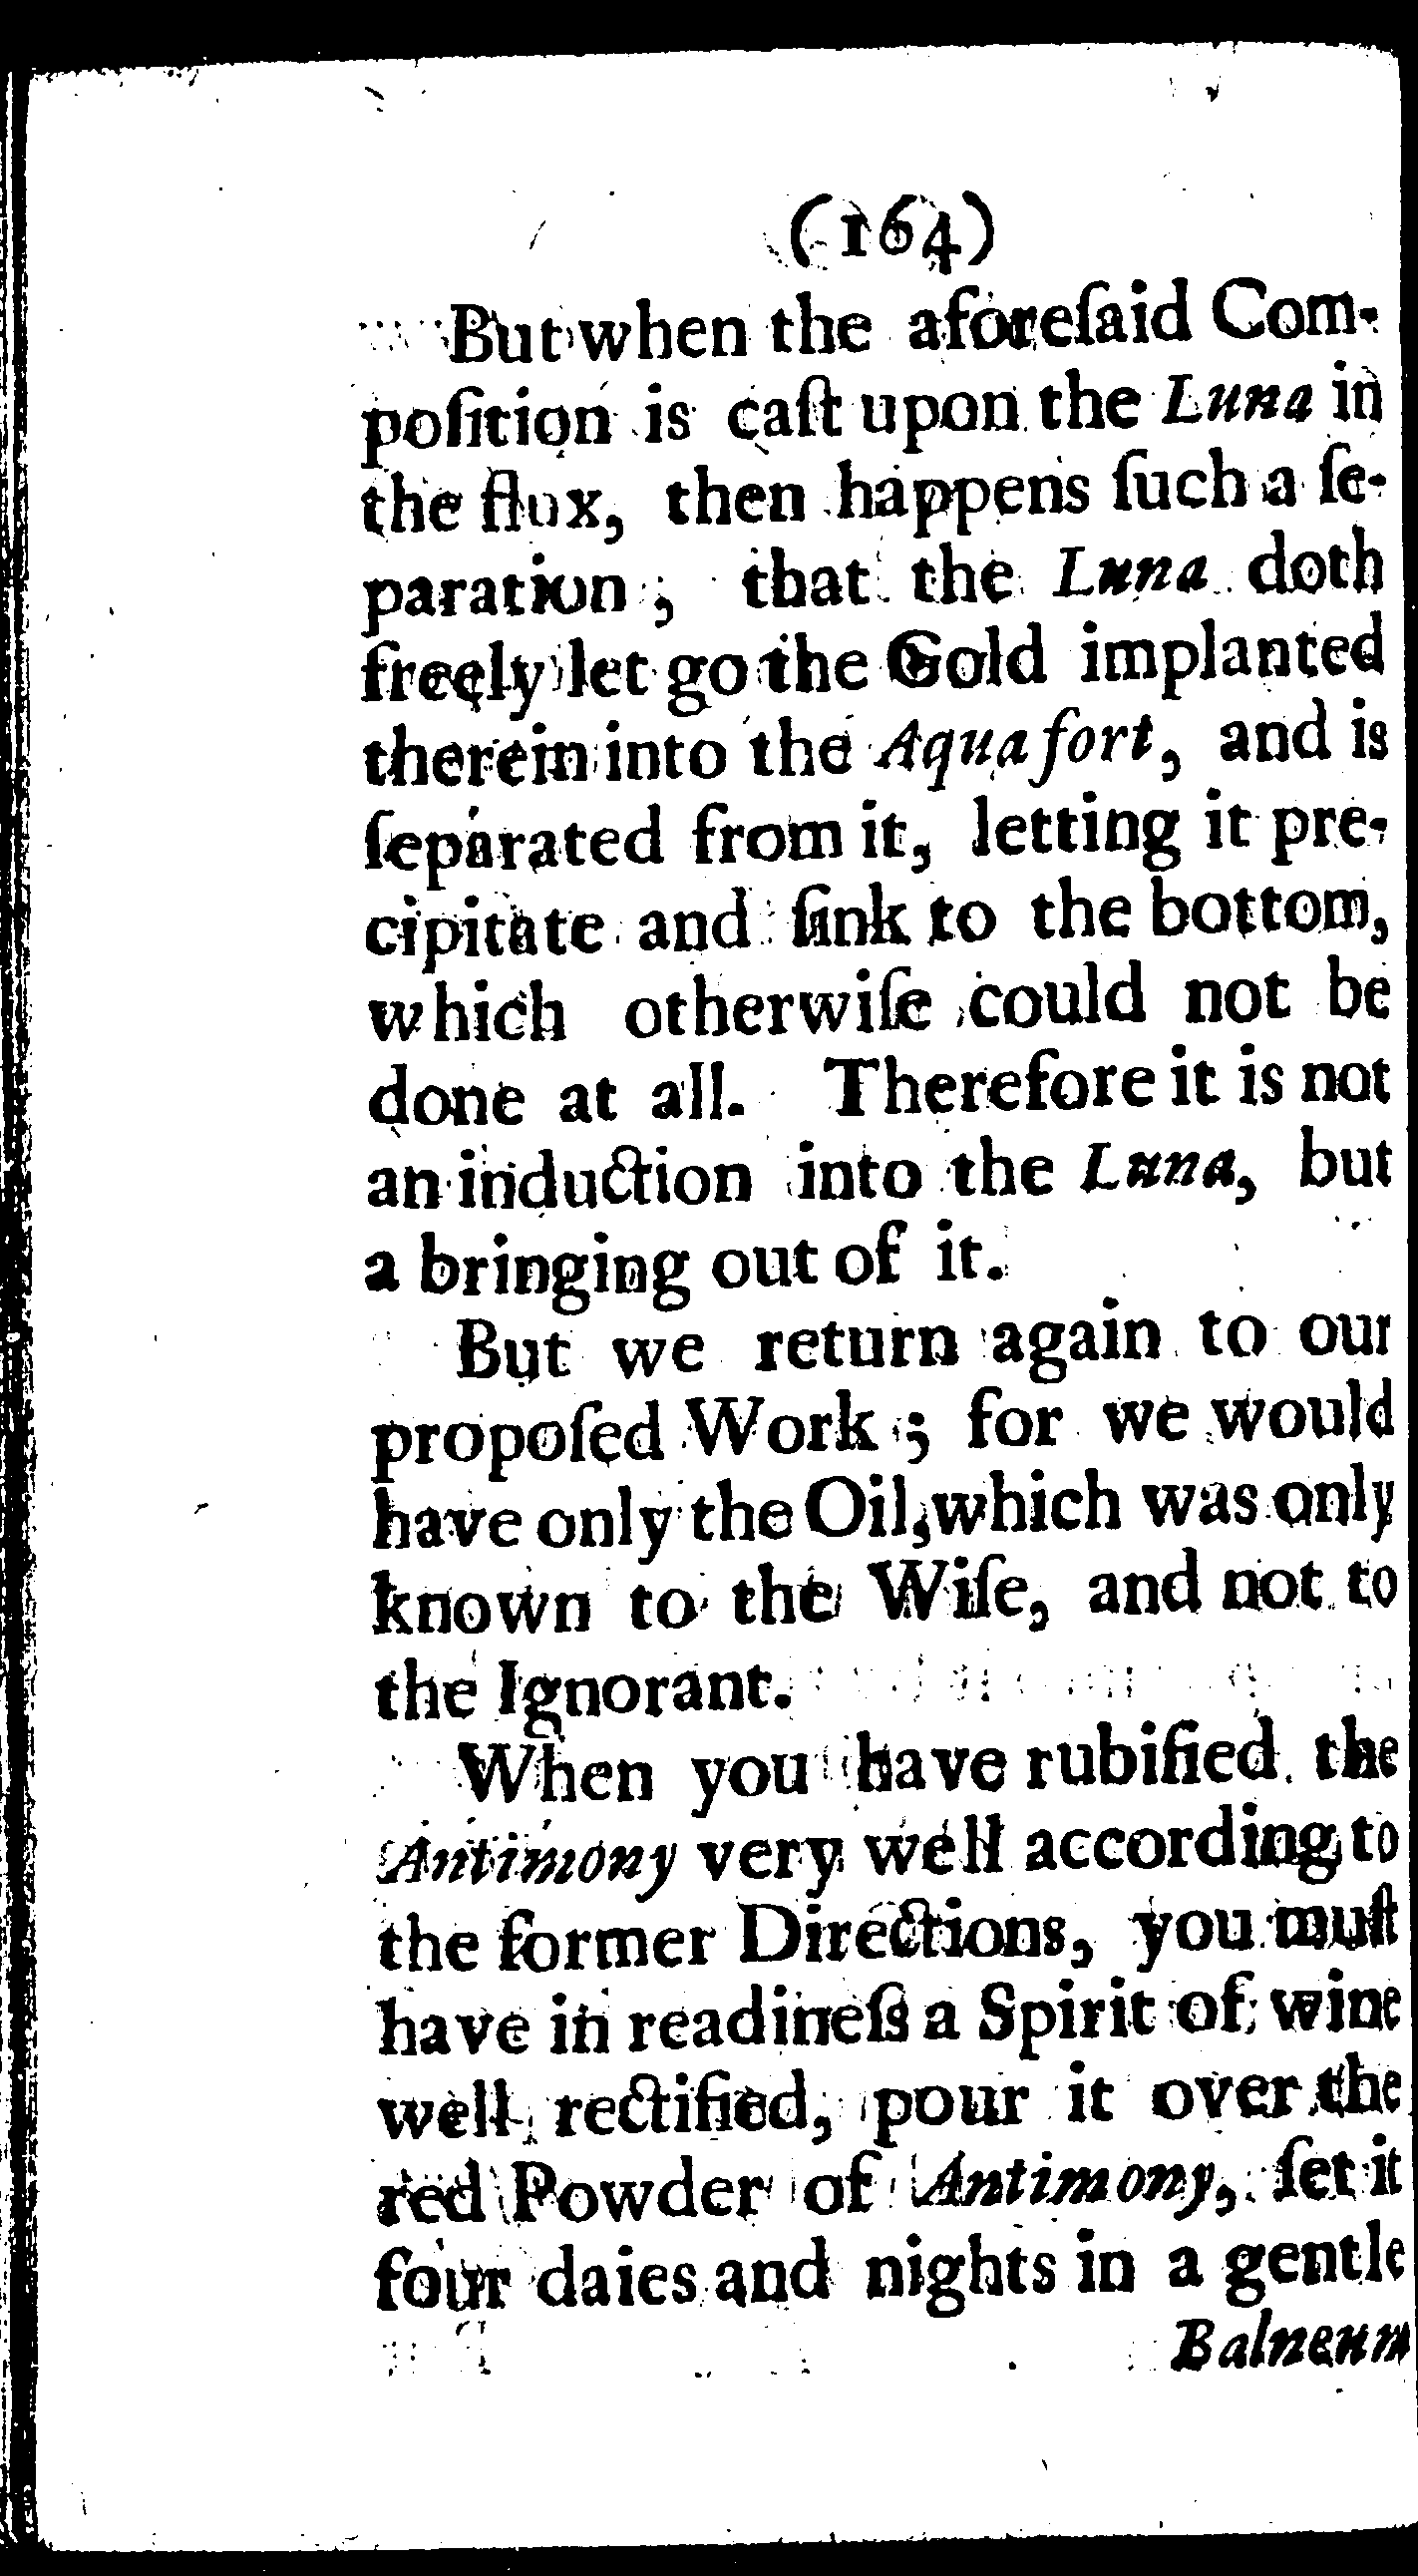 (164)
But when the aforeſaid Com-
poſition is caſt upon the Luna in
the flux, then happens ſuch a ſe-
paration ; that the Luna doth
freely let go the Gold implanted
therein into the Aqua fort, and is
ſeparated from it, letting it pre-
cipitate and ſink to the bottom,
which otherwiſe could not be
done at all. Therefore it is not
an induction into the Luna, but
a bringing out of it.
But we return again to our
propoſed Work ; for we would
have only the Oil, which was only
known to the Wiſe, and not to
the Ignorant.
When you have rubified the
Antimony very well according to
the former Directions, you muſt
have in readineſs a Spirit of wine
well rectified, pour it over the
red Powder of Antimony, ſet it
four daies and nights in a gentle
Balneum